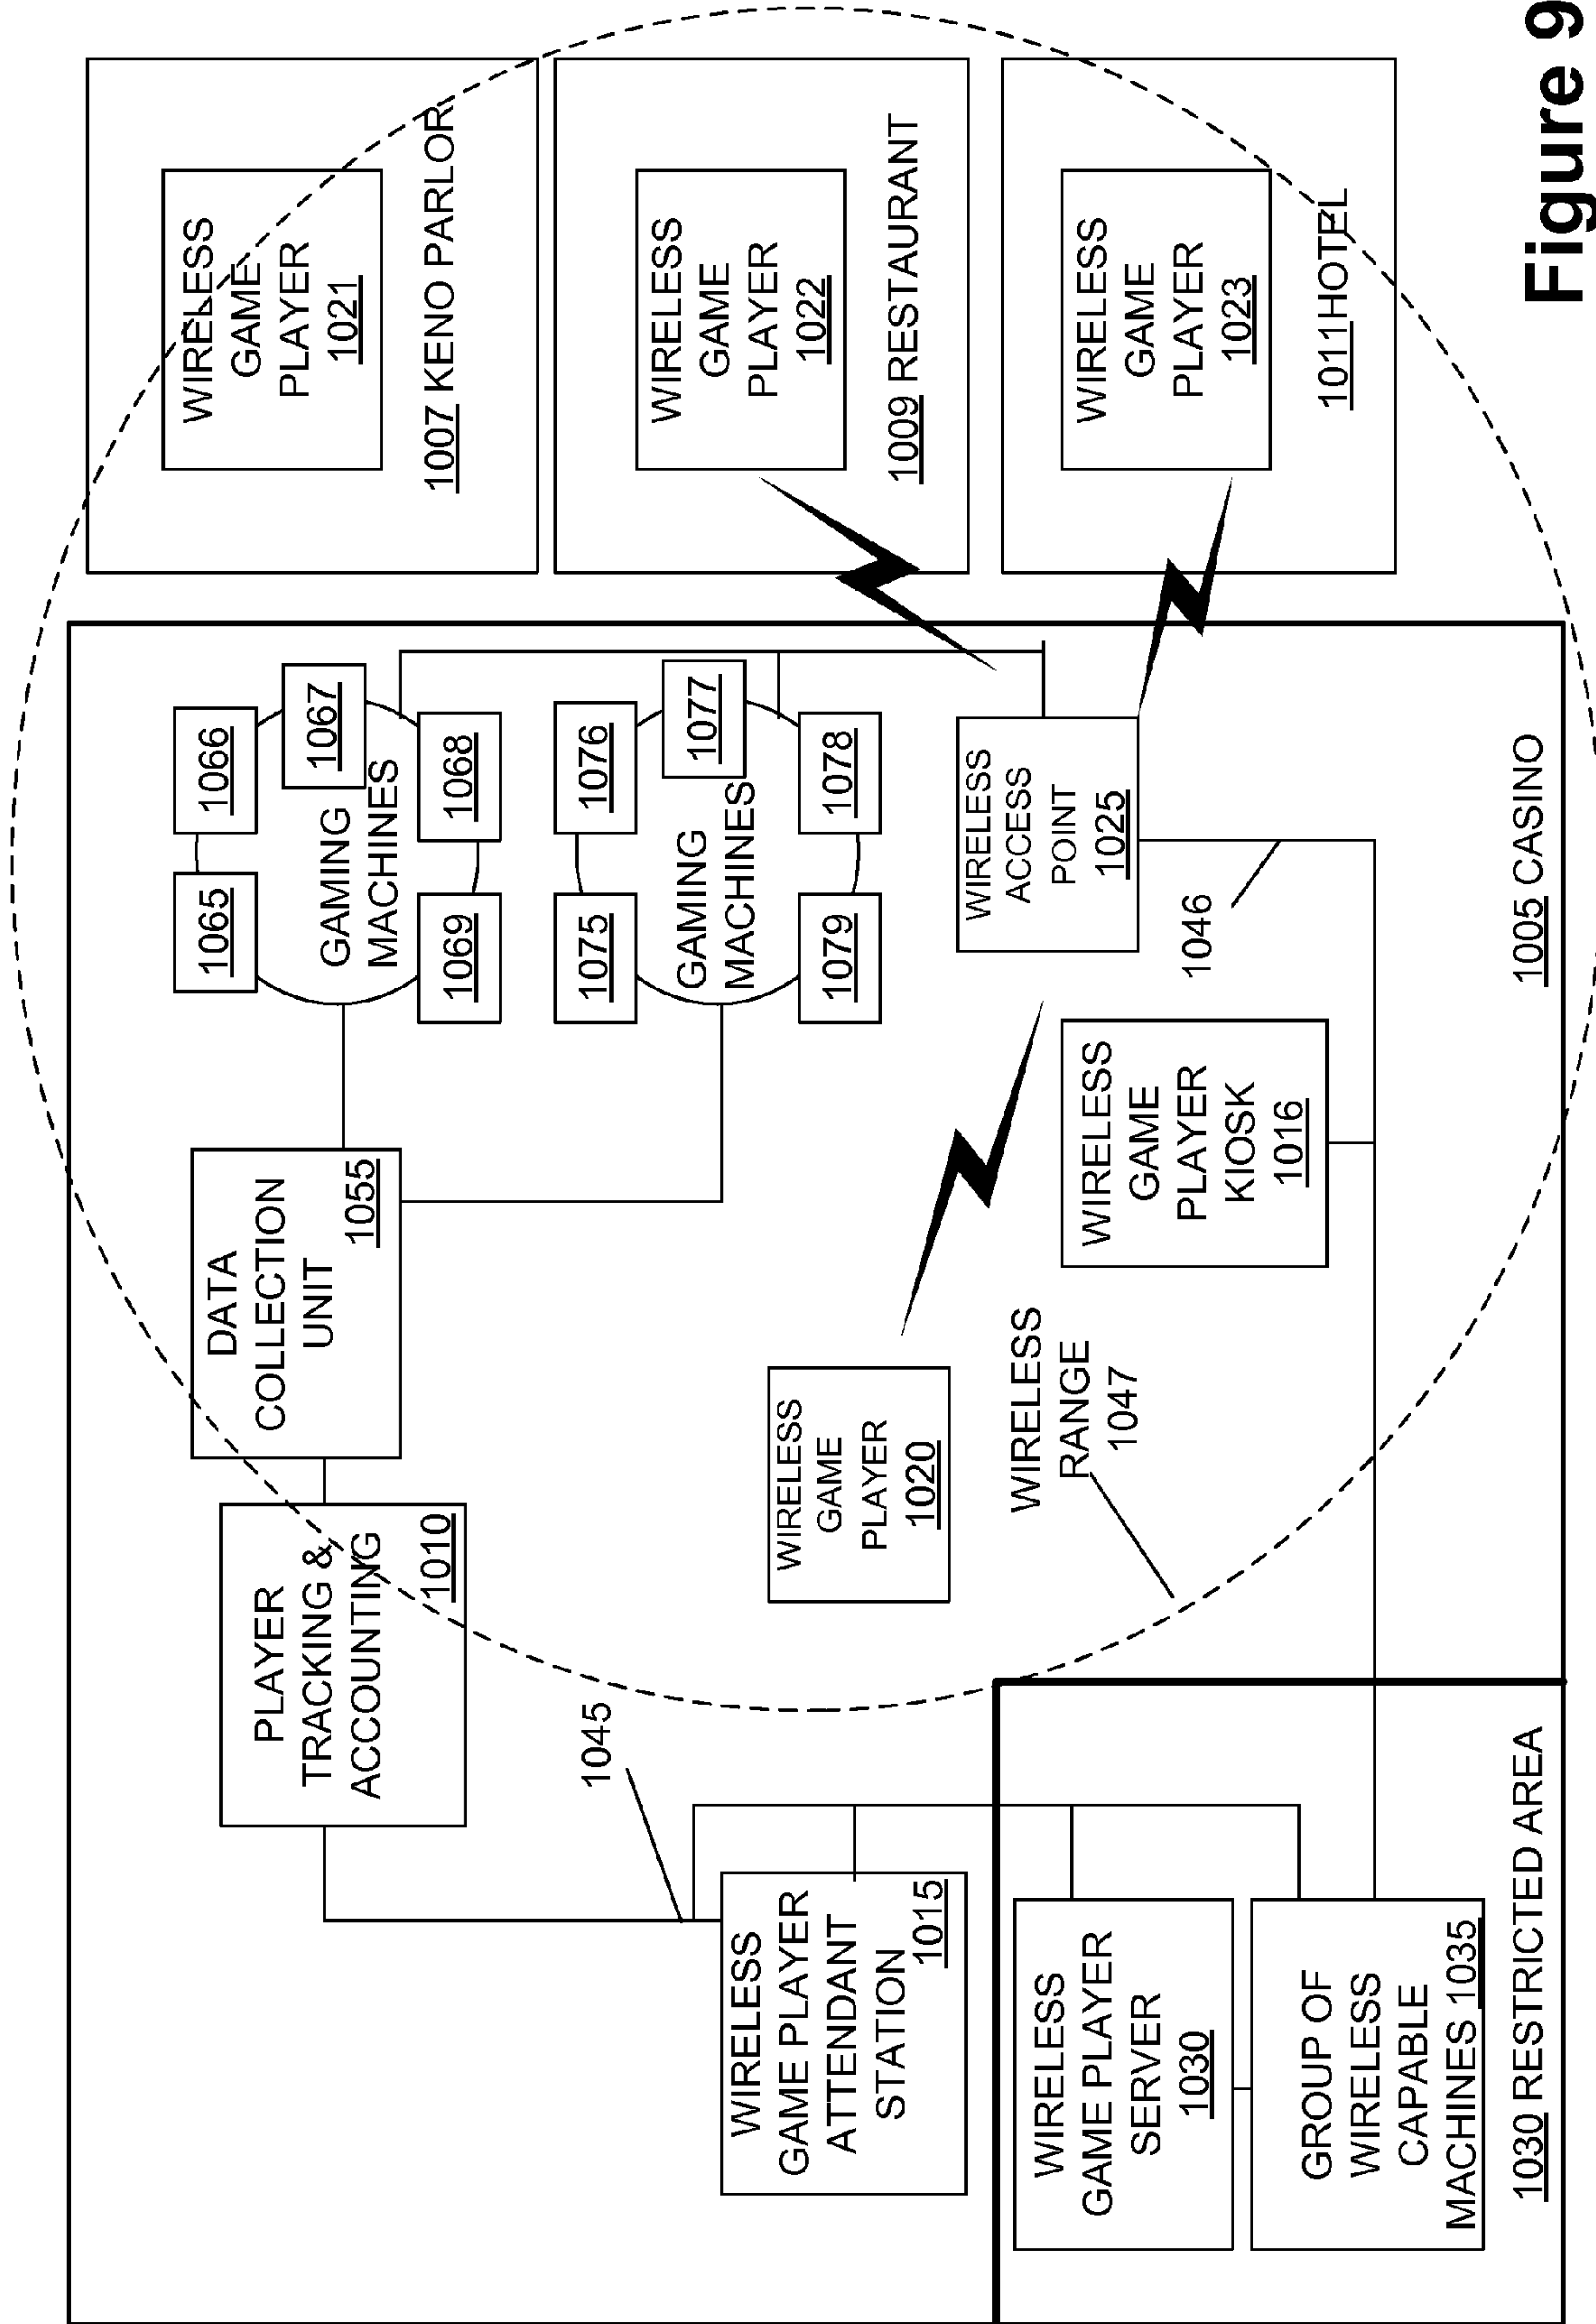 PLAYER
TRACKING &
ACCOUNTING
1010
DATA
COLLECTION
UNIT
1055
1065
1066
1067
1068
1069
GAMING
MACHINES
1075
1076
1077
1078
1079
GAMING
MACHINES
WIRELESS
GAME
PLAYER
1021
1007 KENO PARLOR
WIRELESS
GAME
PLAYER
1022
1009 RESTAURANT
WIRELESS
GAME
PLAYER
1023
1011HOTEL
1045
WIRELESS
GAME PLAYER
ATTENDANT
STATION
1015
WIRELESS
GAME
PLAYER
1020
WIRELESS
RANGE
1047
WIRELESS
ACCESS
POINT
1025
1046
WIRELESS
GAME
PLAYER
KIOSK
1016
WIRELESS
GAME PLAYER
SERVER
1030
GROUP OF
WIRELESS
CAPABLE
MACHINES 1035
1030 RESTRICTED AREA
1005 CASINO
Figure 9